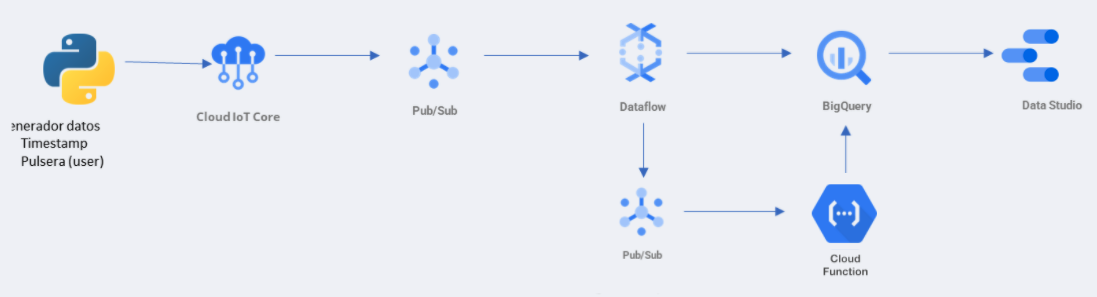 enerador datos
Timestamp
Pulsera (user)
Cloud IoT Core
Pub/Sub
Dataflow
BigQuery
Data Studio
Pub/Sub
Cloud
Function